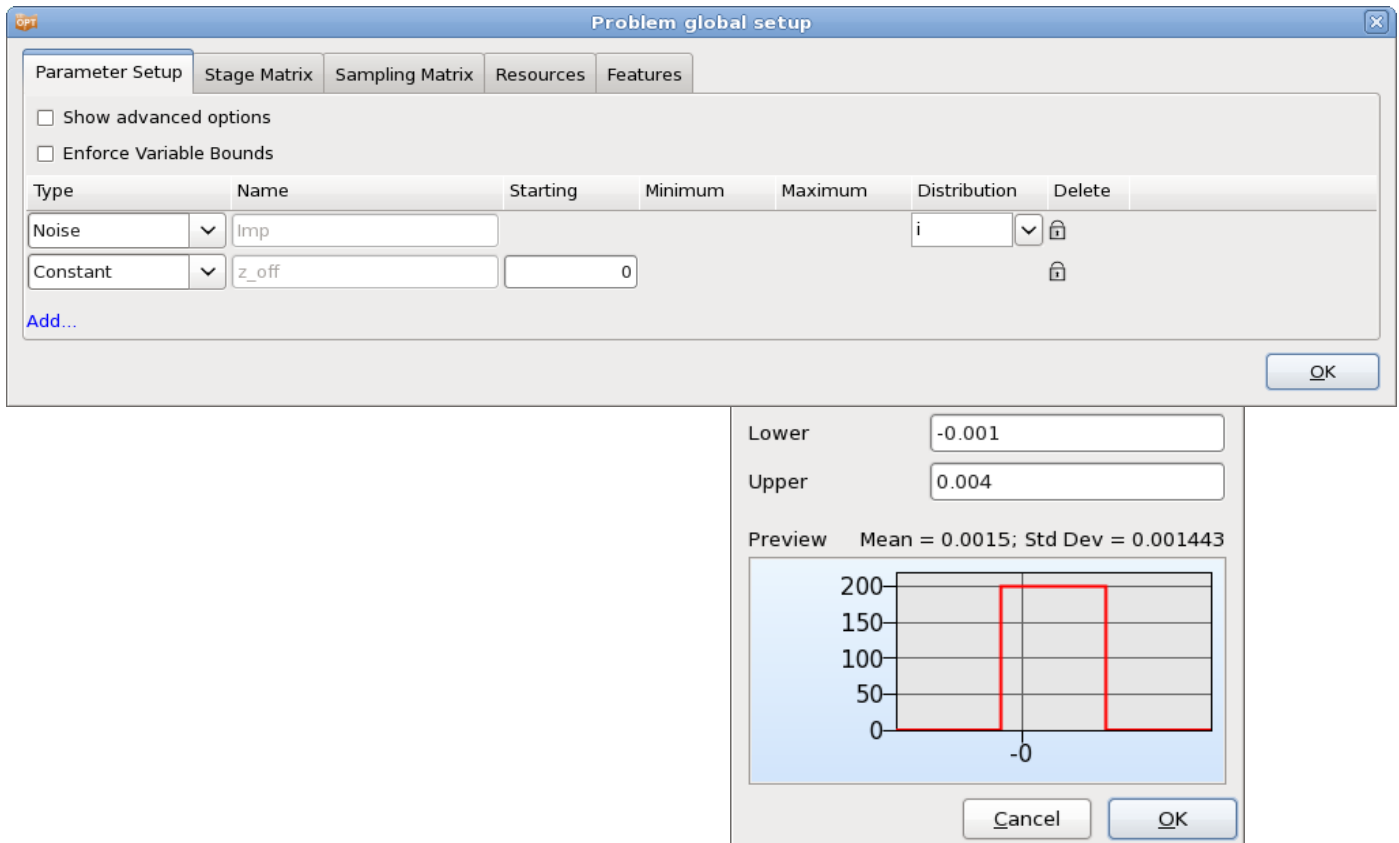 OPT Problem global setup
Parameter Setup Stage Matrix Sampling Matrix Resources Features
Show advanced options
Enforce Variable Bounds
Type Name Starting Minimum Maximum Distribution Delete
Noise Imp i
Constant z_off 0
Add...
OK
Lower -0.001
Upper 0.004
Preview Mean = 0.0015; Std Dev = 0.001443
200
150
100
50
0
-0
Cancel OK